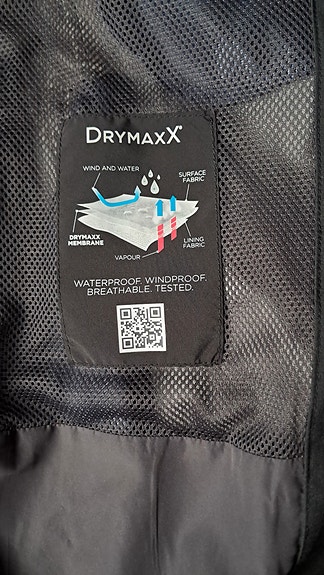 DRYMAXX®
WIND AND WATER
SURFACE
FABRIC
DRYMAXX
MEMBRANE
LINING
FABRIC
VAPOUR
WATERPROOF. WINDPROOF.
BREATHABLE. TESTED.